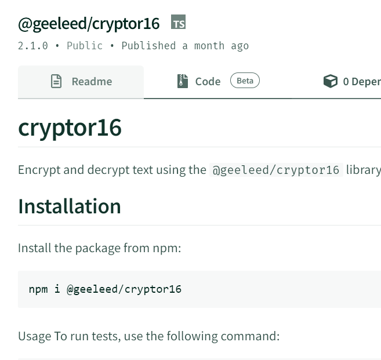 @geeleed/cryptor16 TS
2.1.0 • Public • Published a month ago
Readme Code Beta 0 Deper
cryptor16
Encrypt and decrypt text using the @geeleed/cryptor16 library
Installation
Install the package from npm:
npm i @geeleed/cryptor16
Usage To run tests, use the following command: